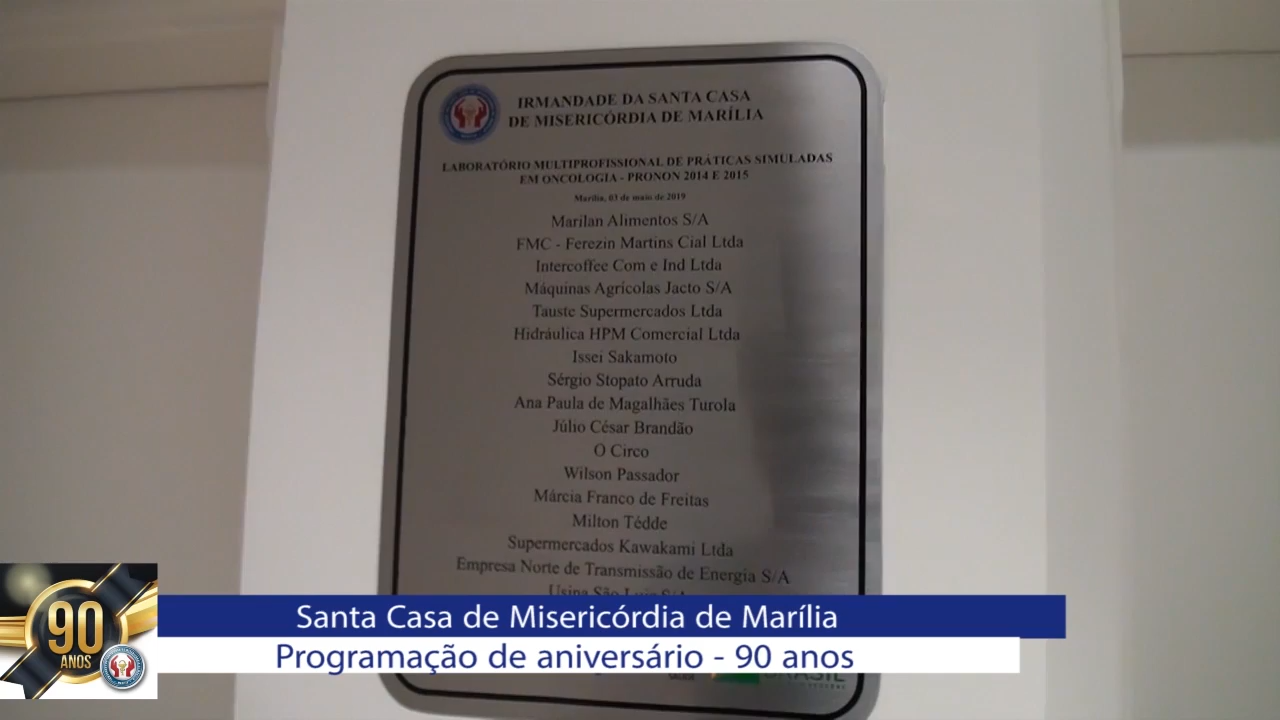 IRMANDADE DA SANTA CASA
DE MISERICÓRDIA DE MARÍLIA
LABORATÓRIO MULTIPROFISSIONAL DE PRÁTICAS SIMULADAS
EM ONCOLOGIA - PRONON 2014 E 2015
Marília, 03 de maio de 2019
Marilan Alimentos S/A
FMC - Ferezin Martins Cial Ltda
Intercoffee Com e Ind Ltda
Máquinas Agrícolas Jacto S/A
Tauste Supermercados Ltda
Hidráulica HPM Comercial Ltda
Issei Sakamoto
Sérgio Stopato Arruda
Ana Paula de Magalhães Turola
Júlio César Brandão
O Circo
Wilson Passador
Márcia Franco de Freitas
Milton Tédde
Supermercados Kawakami Ltda
Empresa Norte de Transmissão de Energia S/A
Usina São Luiz S/A
90
ANOS
Santa Casa de Misericórdia de Marília
Programação de aniversário - 90 anos
BRASIL